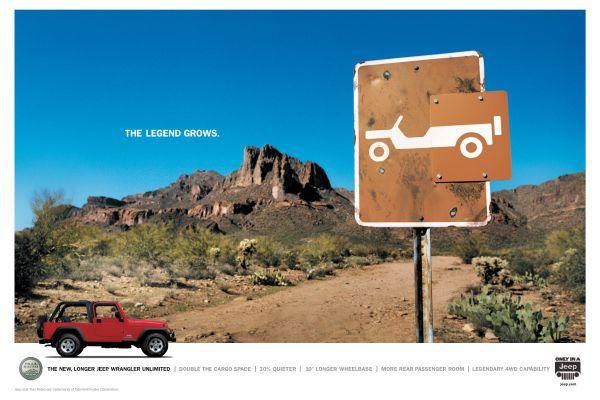 THE LEGEND GROWS.
THE NEW, LONGER JEEP WRANGLER UNLIMITED | DOUBLE THE CARGO SPACE | 30% QUIETER | 10" LONGER WHEELBASE | MORE REAR PASSENGER ROOM | LEGENDARY 4WD CAPABILITY
ONLY IN A
Jeep
jeep.com